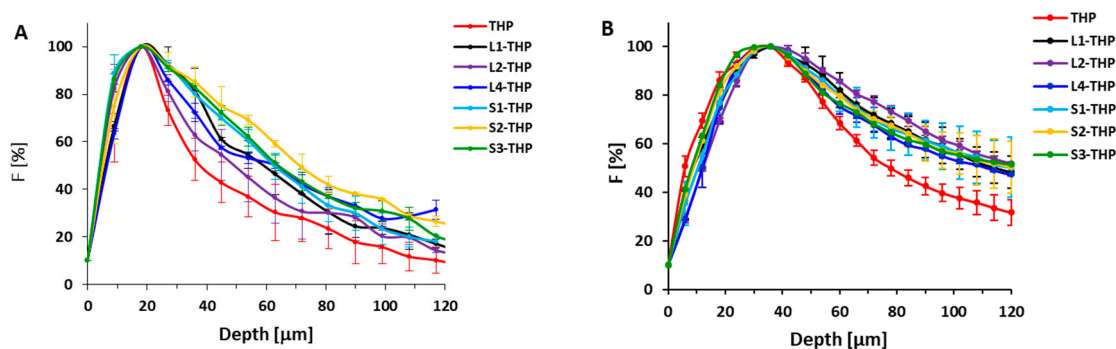 A
F [%]
100
80
60
40
20
0
0 20 40 60 80 100 120
Depth [µm]
THP
L1-THP
L2-THP
L4-THP
S1-THP
S2-THP
S3-THP
B
F [%]
120
100
80
60
40
20
0
0 20 40 60 80 100 120
Depth [µm]
THP
L1-THP
L2-THP
L4-THP
S1-THP
S2-THP
S3-THP